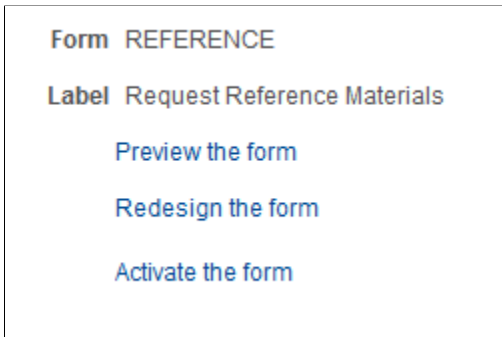 Form REFERENCE
Label Request Reference Materials
Preview the form
Redesign the form
Activate the form